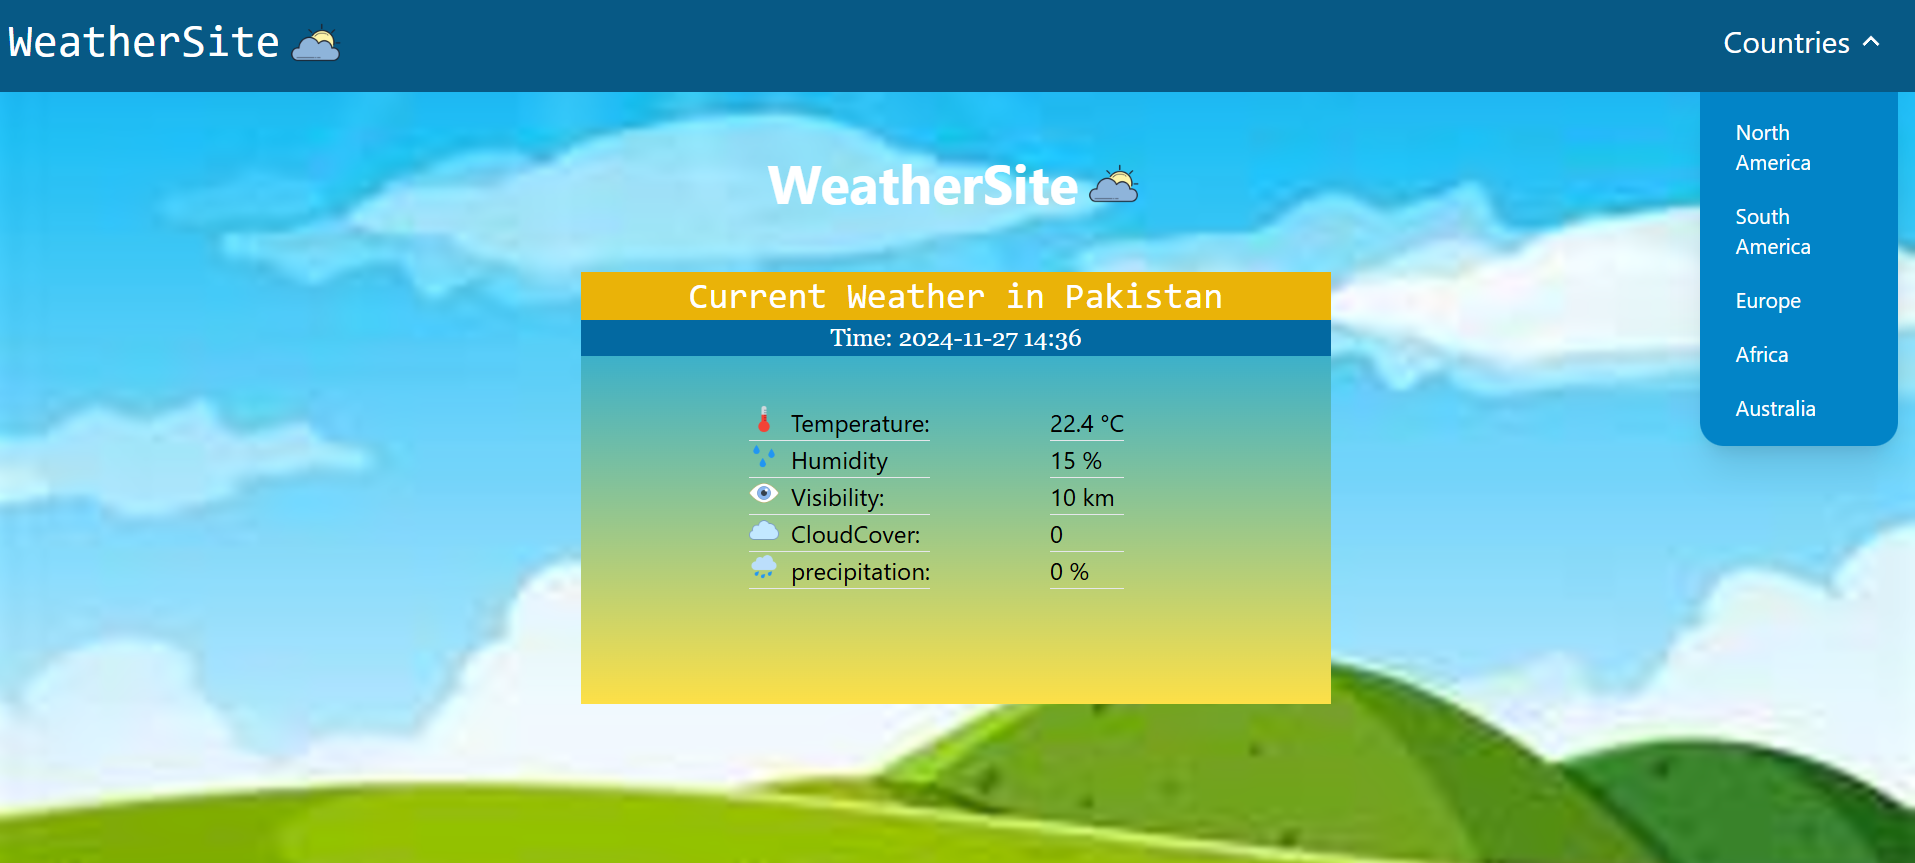 WeatherSite
Countries
North
America
South
America
Europe
Africa
Australia
WeatherSite
Current Weather in Pakistan
Time: 2024-11-27 14:36
Temperature: 22.4 °C
Humidity 15 %
Visibility: 10 km
CloudCover: 0
precipitation: 0 %